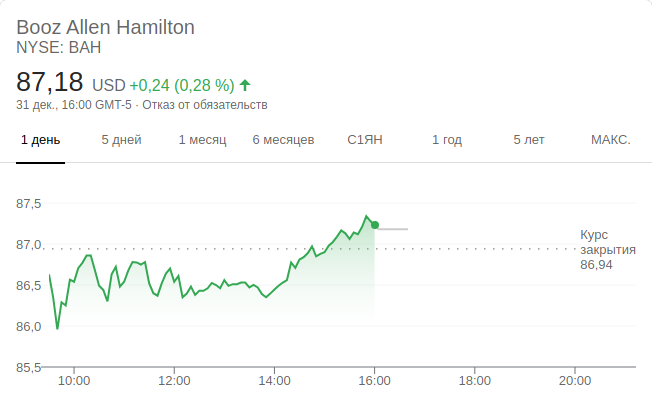 Booz Allen Hamilton
NYSE: BAH
87,18 USD +0,24 (0,28 %)
31 дек., 16:00 GMT-5 · Отказ от обязательств
1 день 5 дней 1 месяц 6 месяцев С1ЯН 1 год 5 лет МАКС.
87,5
Курс
87,0
закрытия
86,94
86,5
86,0
85,5
10:00 12:00 14:00 16:00 18:00 20:00